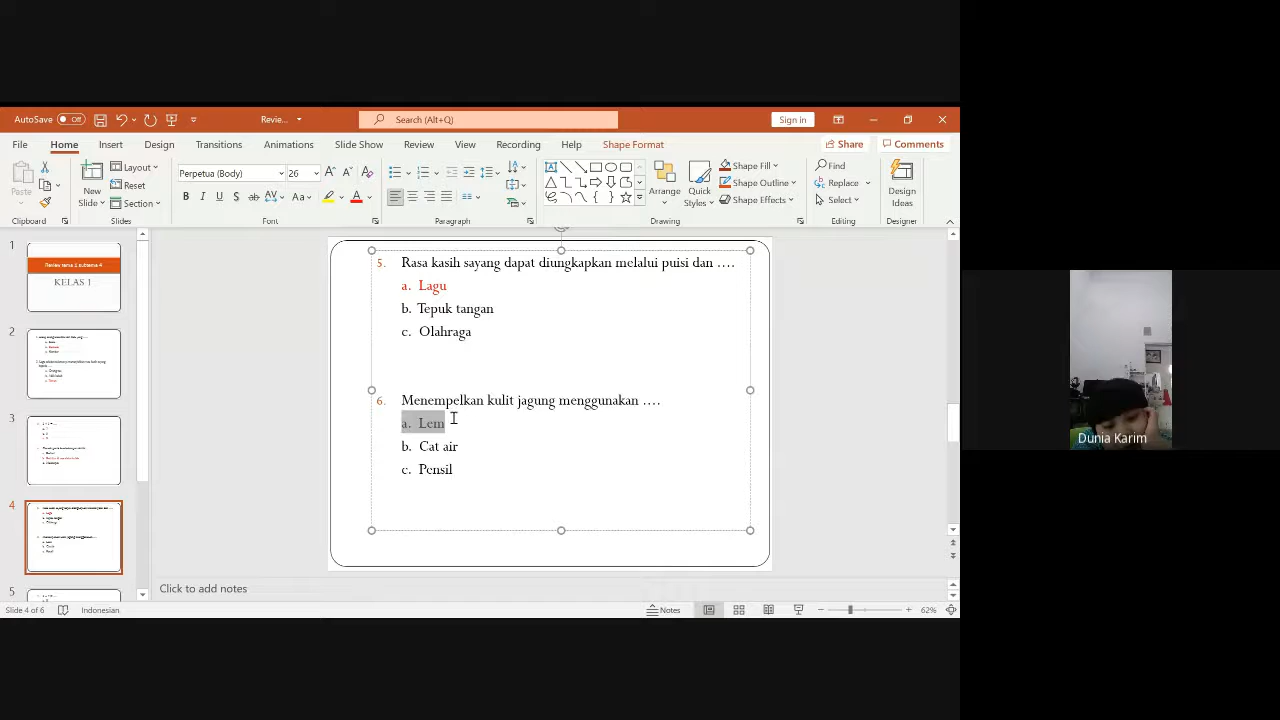 AutoSave Off Revie... Search (Alt+Q) Sign in
File Home Insert Design Transitions Animations Slide Show Review View Recording Help Shape Format Share Comments
Paste New Slide Layout Reset Section Perpetua (Body) 26 Arrange Quick Styles Shape Fill Shape Outline Shape Effects Find Replace Select Design Ideas
Clipboard Slides Font Paragraph Drawing Editing Designer
1
Review tema 1 subtema 4
KELAS 1
2
3
4
5
5. Rasa kasih sayang dapat diungkapkan melalui puisi dan ….
a. Lagu
b. Tepuk tangan
c. Olahraga
6. Menempelkan kulit jagung menggunakan ….
a. Lem
b. Cat air
c. Pensil
Click to add notes
Slide 4 of 6 Indonesian Notes 62%
Dunia Karim